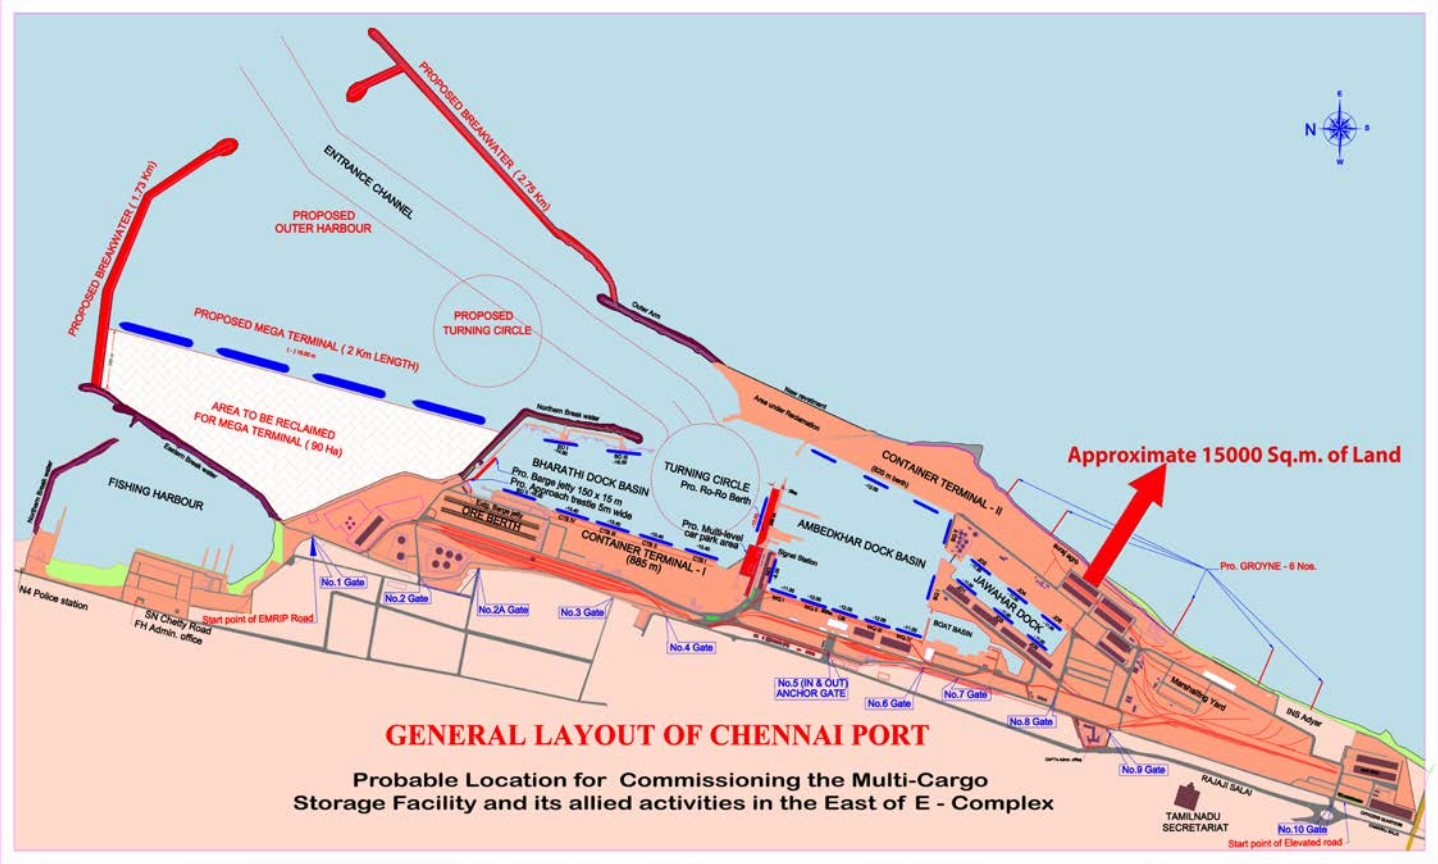 PROPOSED BREAKWATER ( 2.75 Km)
PROPOSED BREAKWATER ( 1.73 Km)
ENTRANCE CHANNEL
PROPOSED
OUTER HARBOUR
E
N
S
W
Outer Arm
PROPOSED
TURNING CIRCLE
PROPOSED MEGA TERMINAL ( 2 Km LENGTH)
AREA TO BE RECLAIMED
FOR MEGA TERMINAL ( 90 Ha)
New revetment
Area under Reclamation
Northern Break water
Eastern Break water
Northern Break water
FISHING HARBOUR
BHARATHI DOCK BASIN
Pro. Barge jetty 150 x 15 m
Pro. Approach trestle 5m wide
TURNING CIRCLE
Pro. Ro-Ro Berth
Pro. Multi-level
car park area
ORE BERTH
CONTAINER TERMINAL - I
(885 m)
Signal Station
CONTAINER TERMINAL - II
(820 m berth)
AMBEDKHAR DOCK BASIN
JAWAHAR DOCK
BOAT BASIN
Approximate 15000 Sq.m. of Land
Pro. GROYNE - 6 Nos.
Marshalling Yard
INS Adyar
N4 Police station
SN Chetty Road
FH Admin. office
Start point of EMRIP Road
No.1 Gate
No.2 Gate
No.2A Gate
No.3 Gate
No.4 Gate
No.5 (IN & OUT)
ANCHOR GATE
No.6 Gate
No.7 Gate
No.8 Gate
No.9 Gate
No.10 Gate
RAJAJI SALAI
TAMILNADU
SECRETARIAT
Start point of Elevated road
GENERAL LAYOUT OF CHENNAI PORT
Probable Location for Commissioning the Multi-Cargo
Storage Facility and its allied activities in the East of E - Complex